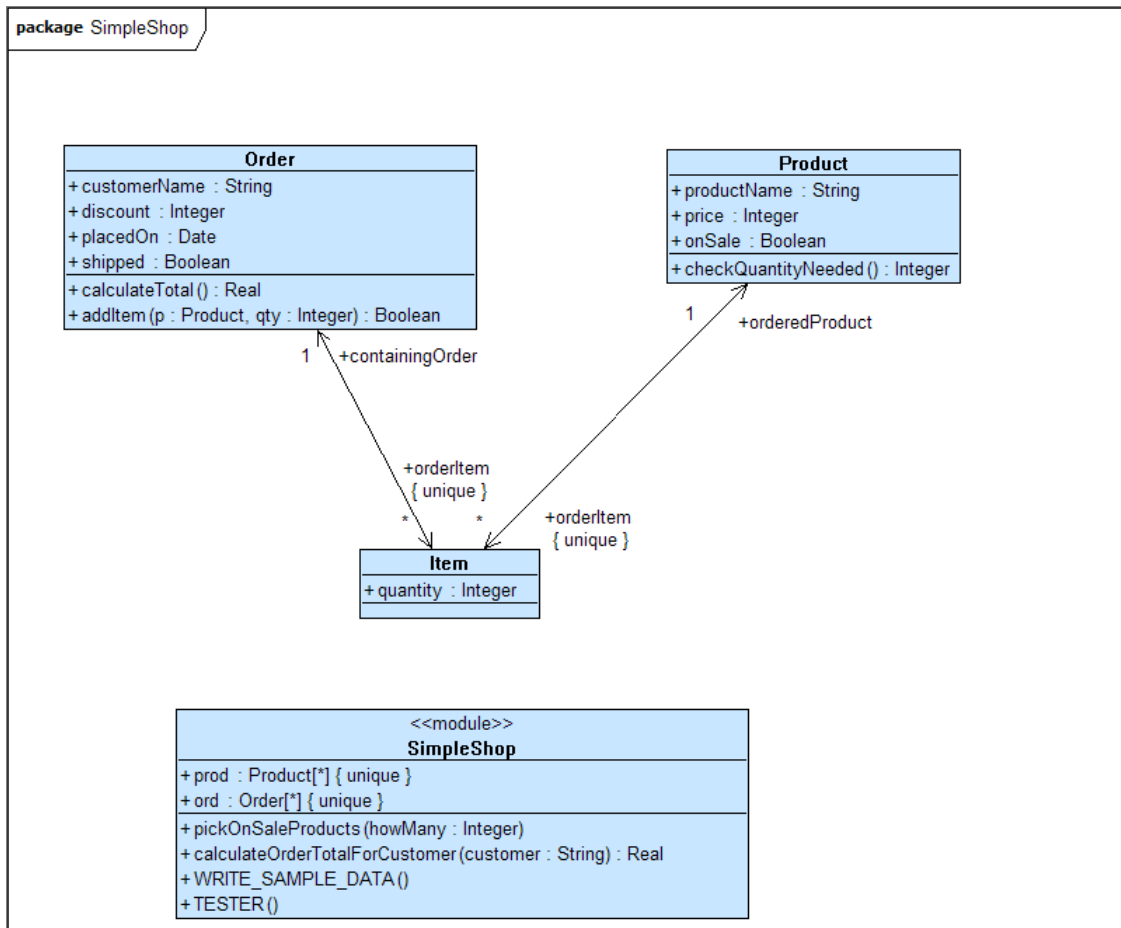 package SimpleShop
Order
+ customerName : String
+ discount : Integer
+ placedOn : Date
+ shipped : Boolean
+ calculateTotal() : Real
+ addItem (p : Product, qty : Integer) : Boolean
Product
+ productName : String
+ price : Integer
+ onSale : Boolean
+ checkQuantityNeeded () : Integer
1 +containingOrder
1 +orderedProduct
+orderItem
{ unique }
*
*
+orderItem
{ unique }
Item
+ quantity : Integer
<<module>>
SimpleShop
+ prod : Product[*] { unique }
+ ord : Order[*] { unique }
+ pickOnSaleProducts (howMany : Integer)
+ calculateOrderTotalForCustomer (customer : String) : Real
+ WRITE_SAMPLE_DATA ()
+ TESTER ()